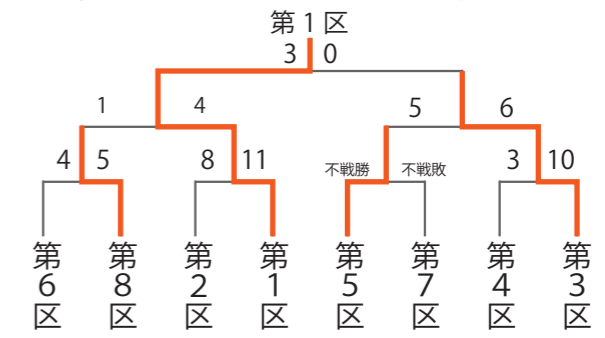 第1区
3 0
1 4 5 6
4 5 8 11 不戦勝 不戦敗 3 10
第6区
第8区
第2区
第1区
第5区
第7区
第4区
第3区